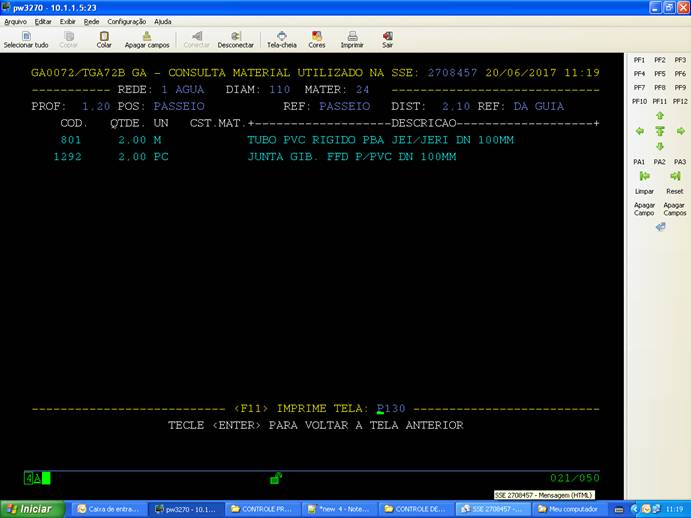 pw3270 - 10.1.1.5:23
Arquivo Editar Exibir Rede Configuração Ajuda
Selecionar tudo Copiar Colar Apagar campos Conectar Desconectar Tela-cheia Cores Imprimir Sair
GA0072/TGA72B GA - CONSULTA MATERIAL UTILIZADO NA SSE: 2708457 20/06/2017 11:19
----------- REDE: 1 AGUA DIAM: 110 MATER: 24 -----------------------------
PROF: 1.20 POS: PASSEIO REF: PASSEIO DIST: 2.10 REF: DA GUIA
COD. QTDE. UN CST.MAT.+-------------------DESCRICAO-------------------+
801 2,00 M TUBO PVC RIGIDO PBA JEI/JERI DN 100MM
1292 2,00 PC JUNTA GIB. FFD P/PVC DN 100MM
--------------------------- <F11> IMPRIME TELA: P130 --------------------------
TECLE <ENTER> PARA VOLTAR A TELA ANTERIOR
4A 021/050
PF1 PF2 PF3
PF4 PF5 PF6
PF7 PF8 PF9
PF10 PF11 PF12
PA1 PA2 PA3
Limpar Reset
Apagar Campo Apagar Campos
SSE 2708457 - Mensagem (HTML)
Iniciar Caixa de entra... pw3270 - 10.1.... CONTROLE PR... *new 4 - Note... CONTROLE DE... SSE 2708457 -... Meu computador 11:19